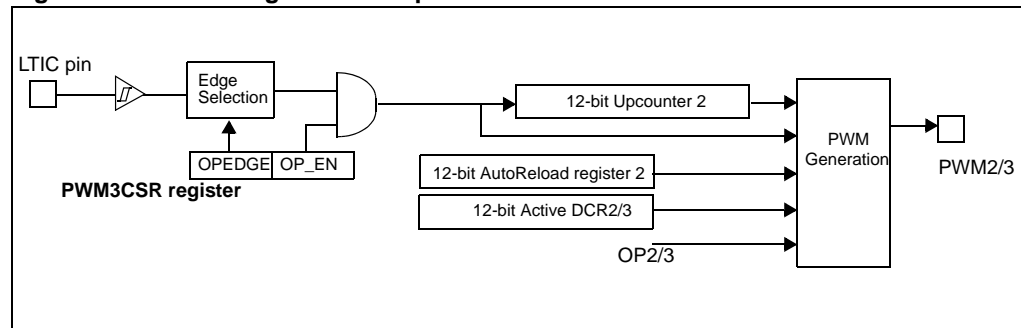 LTIC pin
Edge
Selection
12-bit Upcounter 2
PWM
Generation
OPEDGE OP_EN
12-bit AutoReload register 2
PWM2/3
PWM3CSR register
12-bit Active DCR2/3
OP2/3